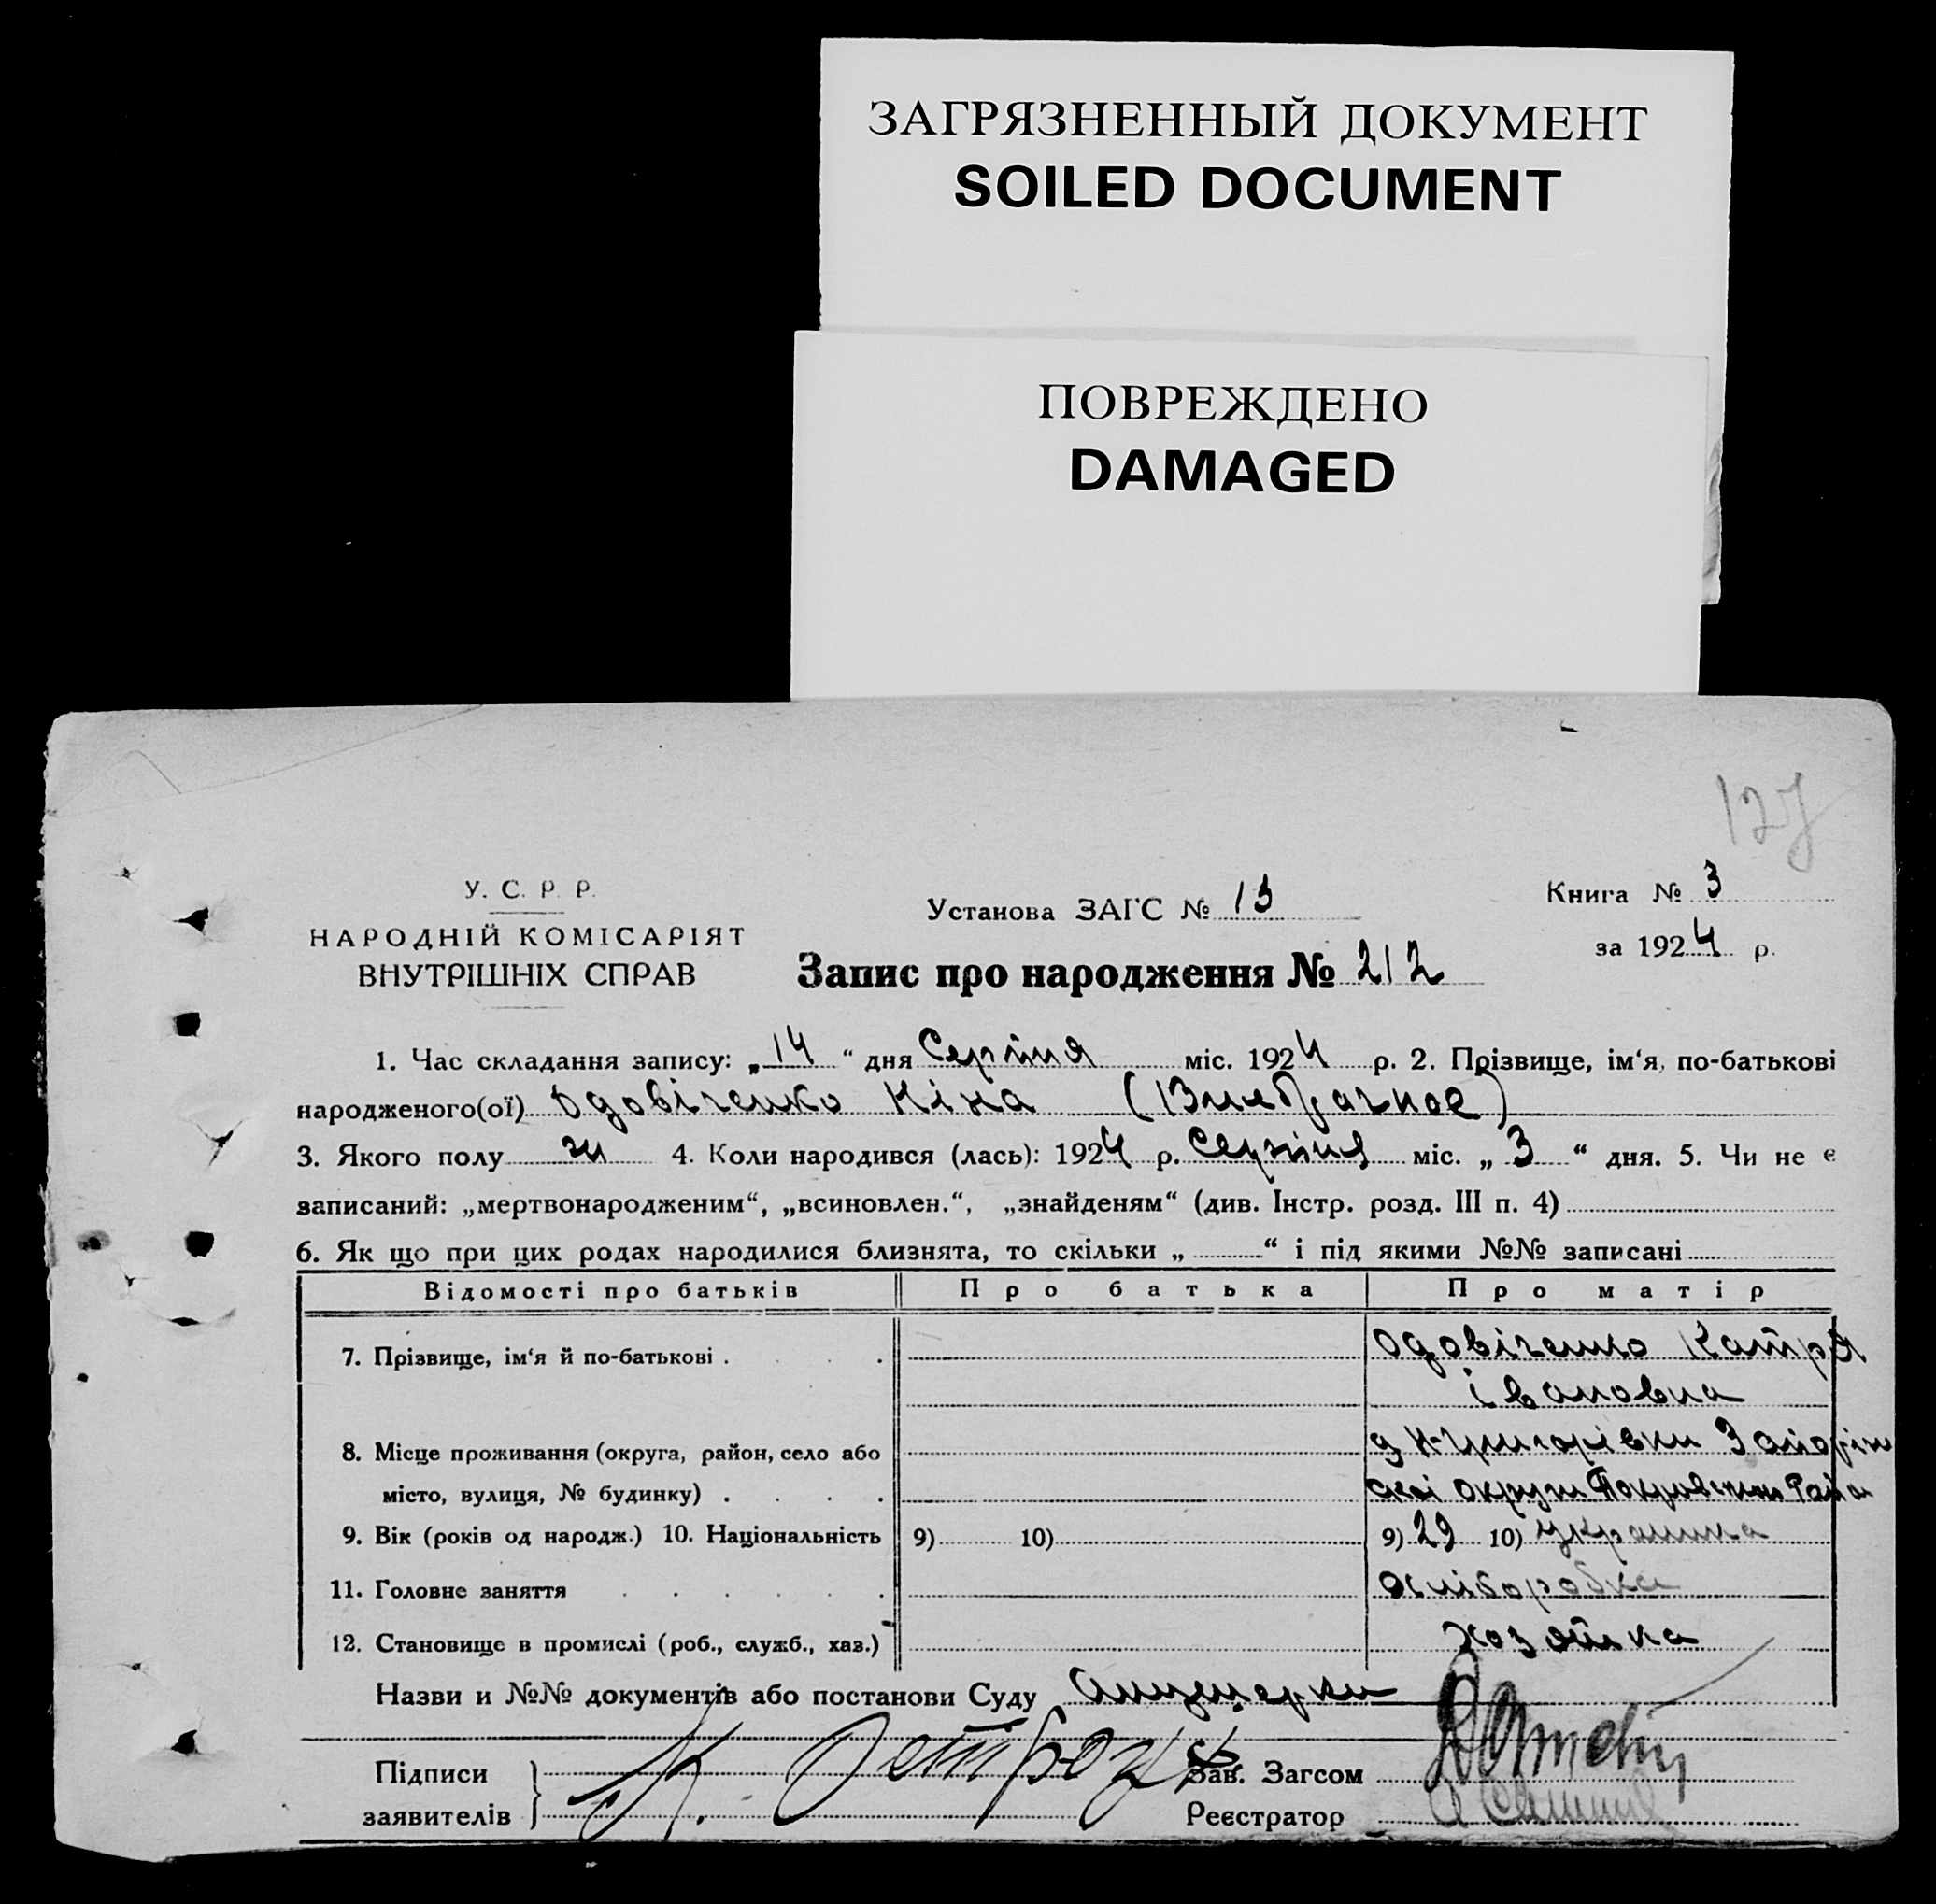 ЗАГРЯЗНЕННЫЙ ДОКУМЕНТ
SOILED DOCUMENT
ПОВРЕЖДЕНО
DAMAGED
127
У. С. Р. Р.
НАРОДНІЙ КОМІСАРІЯТ
ВНУТРІШНІХ СПРАВ
Установа ЗАГС № 13
Запис про народження № 212
Книга № 3
за 1924 р.
1. Час складання запису: „14“ дня Серпня міс. 1924 р. 2. Прізвище, ім‘я, по-батькові
народженого(ої) Одовіченко Ніна (Внебрачное)
3. Якого полу ж 4. Коли народився (лась): 1924 р. Серпня міс. „3“ дня. 5. Чи не є
записаний: „мертвонародженим“, „всиновлен.“, „знайденям“ (див. Інстр. розд. III п. 4)
6. Як що при цих родах народилися близнята, то скільки „ “ і під якими №№ записані
Відомості про батьків Про батька Про матір
7. Прізвище, ім‘я й по-батькові . . . . Одовіченко Катря
івановна
8. Місце проживання (округа, район, село або
місто, вулиця, № будинку) . . . . округи Покровського
9. Вік (років од народж.) 10. Національність 9) 10) 9) 29 10) українка
11. Головне заняття . . . . . . хліборобка
12. Становище в промислі (роб., служб., хаз.) хозяйка
Назви и №№ документів або постанови Суду
Підписи
заявителів
Зав. Загсом
Реєстратор